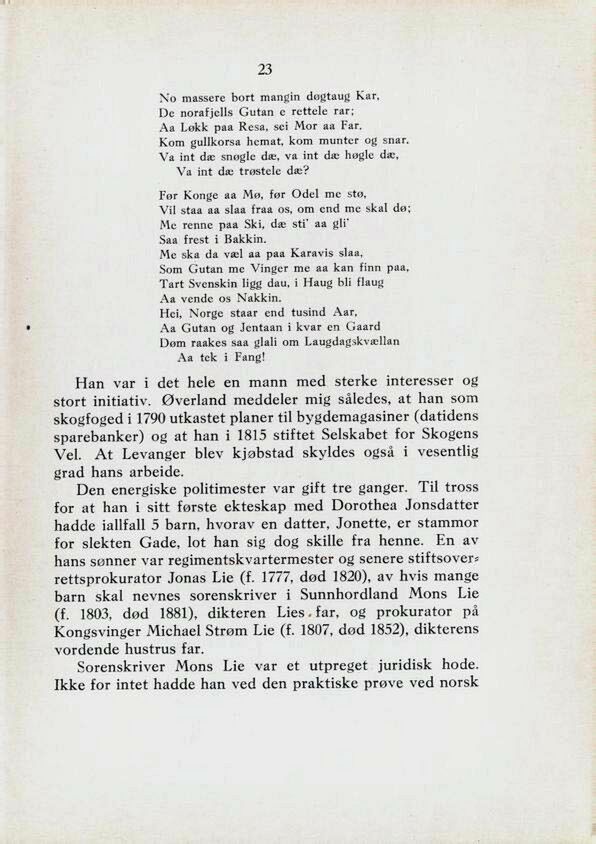 23
No massere bort mangin døgtaug Kar,
De norafjells Gutan e rettele rar;
Aa Løkk paa Resa, sei Mor aa Far.
Kom gullkorsa hemat, kom munter og snar.
Va int dæ snøgle dæ, va int dæ høgle dæ,
Va int dæ trøstele dæ?
Før Konge aa Mø, før Odel me stø,
Vil staa aa slaa fraa os, om end me skal dø;
Me renne paa Ski, dæ sti' aa gli'
Saa frest i Bakkin.
Me ska da væl aa paa Karavis slaa,
Som Gutan me Vinger me aa kan finn paa,
Tart Svenskin ligg dau, i Haug bli flaug
Aa vende os Nakkin.
Hei, Norge staar end tusind Aar,
Aa Gutan og Jentaan i kvar en Gaard
Døm raakes saa glali om Laugdagskvællan
Aa tek i Fang!
Han var i det hele en mann med sterke interesser og
stort initiativ. Øverland meddeler mig således, at han som
skogfoged i 1790 utkastet planer til bygdemagasiner (datidens
sparebanker) og at han i 1815 stiftet Selskabet for Skogens
Vel. At Levanger blev kjøbstad skyldes også i vesentlig
grad hans arbeide.
Den energiske politimester var gift tre ganger. Til tross
for at han i sitt første ekteskap med Dorothea Jonsdatter
hadde iallfall 5 barn, hvorav en datter, Jonette, er stammor
for slekten Gade, lot han sig dog skille fra henne. En av
hans sønner var regimentskvartermester og senere stiftsover-
rettsprokurator Jonas Lie (f. 1777, død 1820), av hvis mange
barn skal nevnes sorenskriver i Sunnhordland Mons Lie
(f. 1803, død 1881), dikteren Lies far, og prokurator på
Kongsvinger Michael Strøm Lie (f. 1807, død 1852), dikterens
vordende hustrus far.
Sorenskriver Mons Lie var et utpreget juridisk hode.
Ikke for intet hadde han ved den praktiske prøve ved norsk